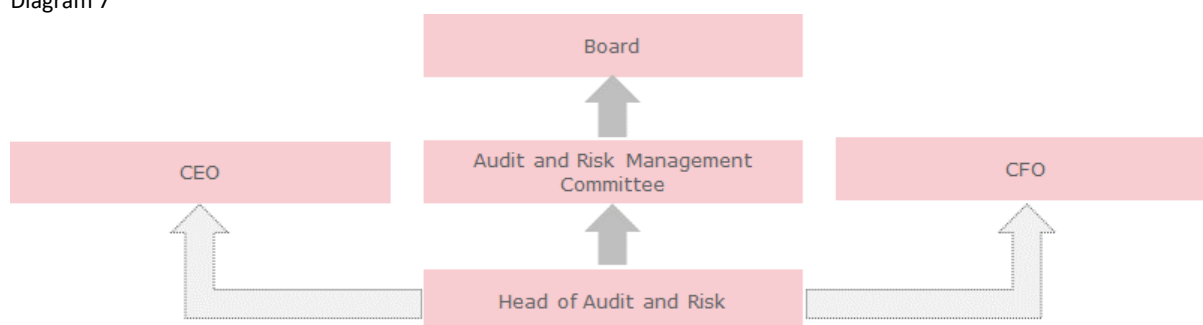 Diagram 7
Board
CEO
Audit and Risk Management
Committee
CFO
Head of Audit and Risk